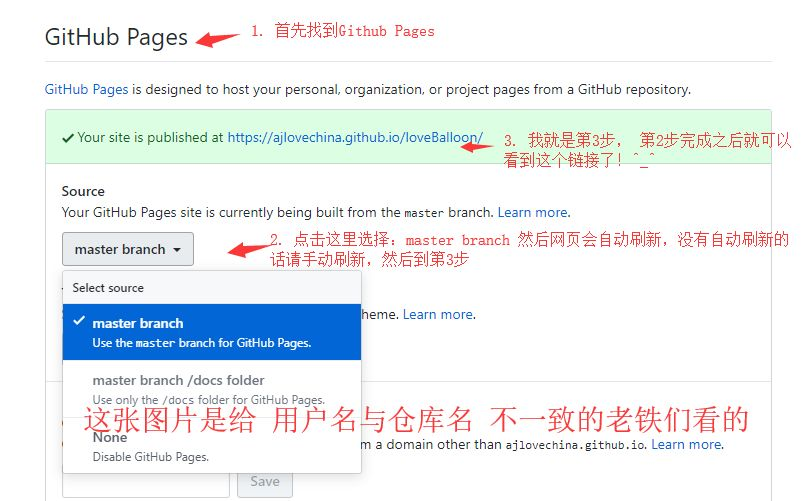 GitHub Pages
1. 首先找到Github Pages
GitHub Pages is designed to host your personal, organization, or project pages from a GitHub repository.
Your site is published at https://ajlovechina.github.io/loveBalloon/
3. 我就是第3步， 第2步完成之后就可以
看到这个链接了！^_^
Source
Your GitHub Pages site is currently being built from the master branch. Learn more.
master branch
2. 点击这里选择：master branch 然后网页会自动刷新，没有自动刷新的
话请手动刷新，然后到第3步
Select source
heme. Learn more.
master branch
Use the master branch for GitHub Pages.
master branch /docs folder
Use only the /docs folder for GitHub Pages.
这张图片是给 用户名与仓库名 不一致的老铁们看的
None
m a domain other than ajlovechina.github.io. Learn more.
Disable GitHub Pages.
Save